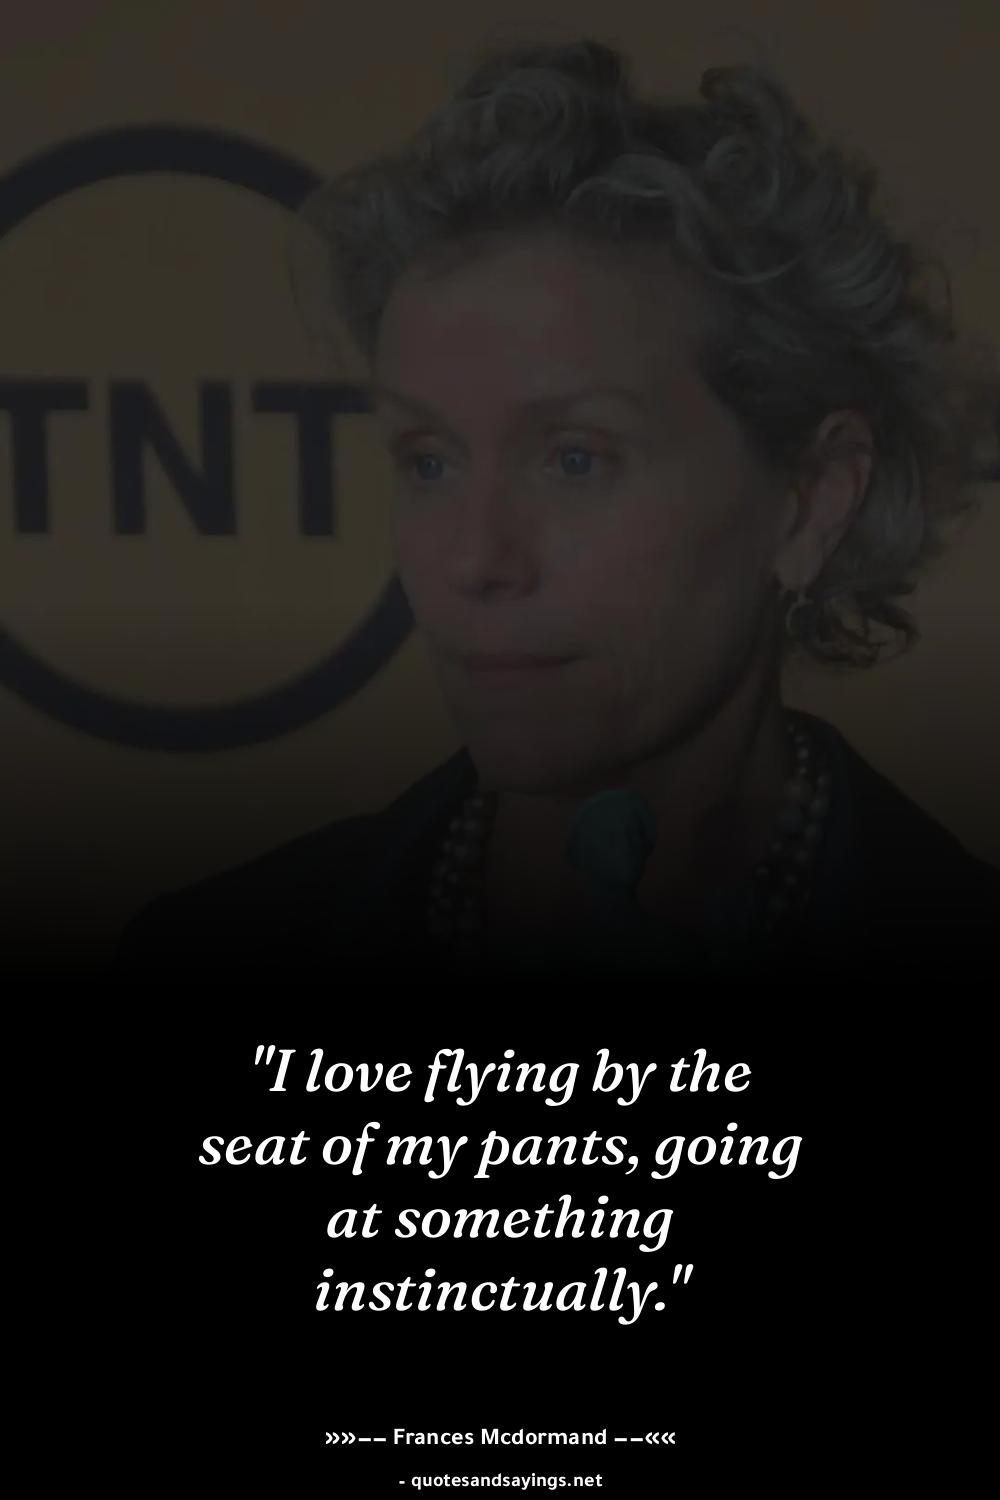 TNT
"I love flying by the
seat of my pants, going
at something
instinctually."
»»−− Frances Mcdormand −−««
- quotesandsayings.net